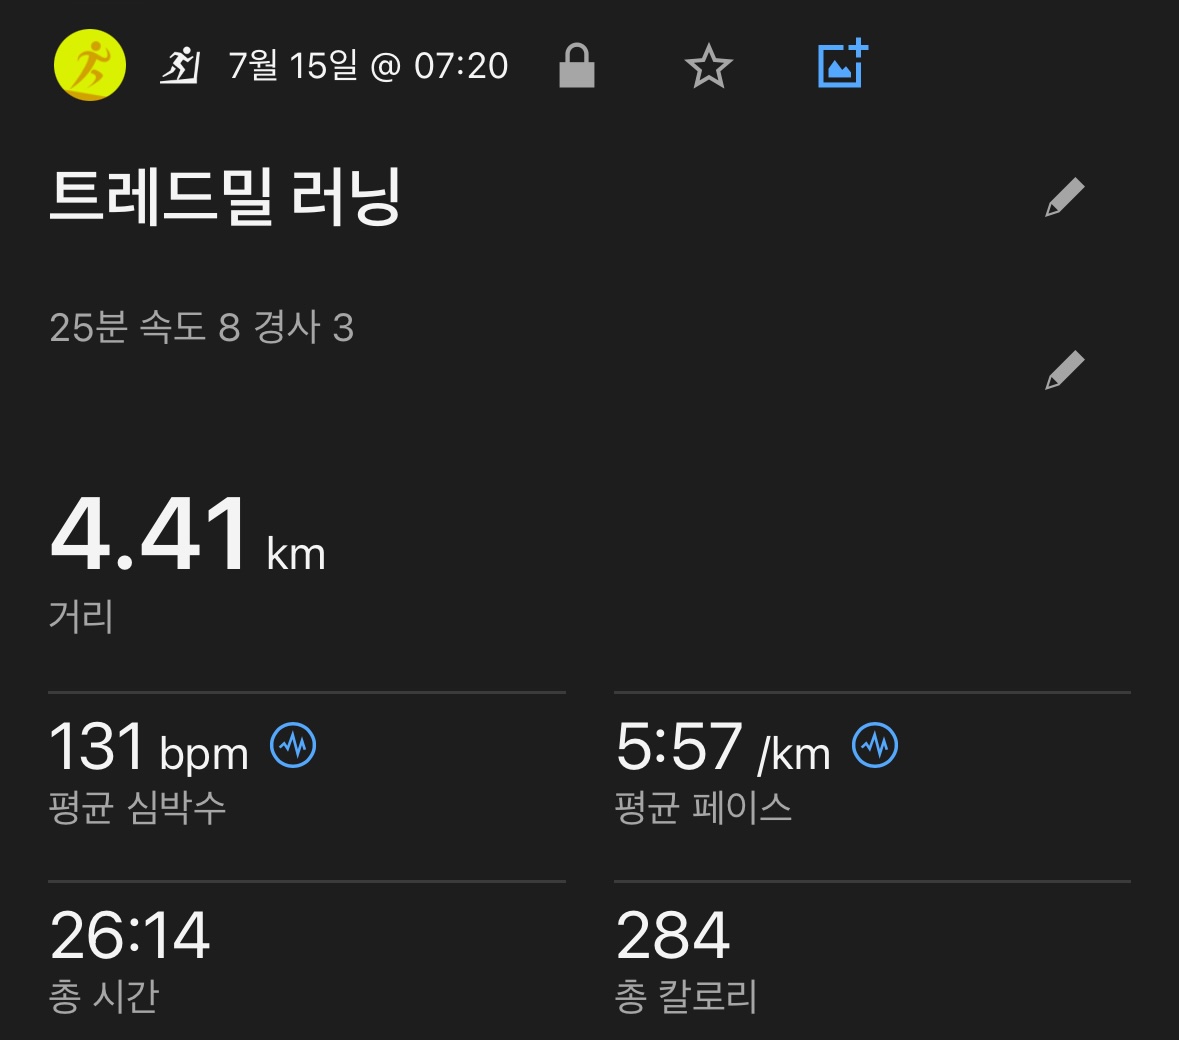 7월 15일 @ 07:20
트레드밀 러닝
25분 속도 8 경사 3
4.41 km
거리
131 bpm
평균 심박수
5:57 /km
평균 페이스
26:14
총 시간
284
총 칼로리